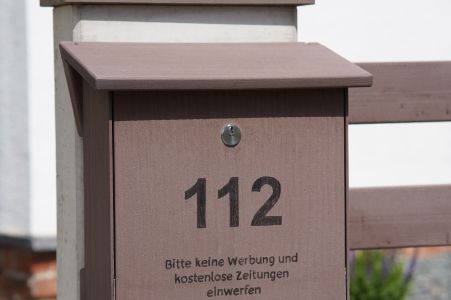 112
Bitte keine Werbung und
kostenlose Zeitungen
einwerfen